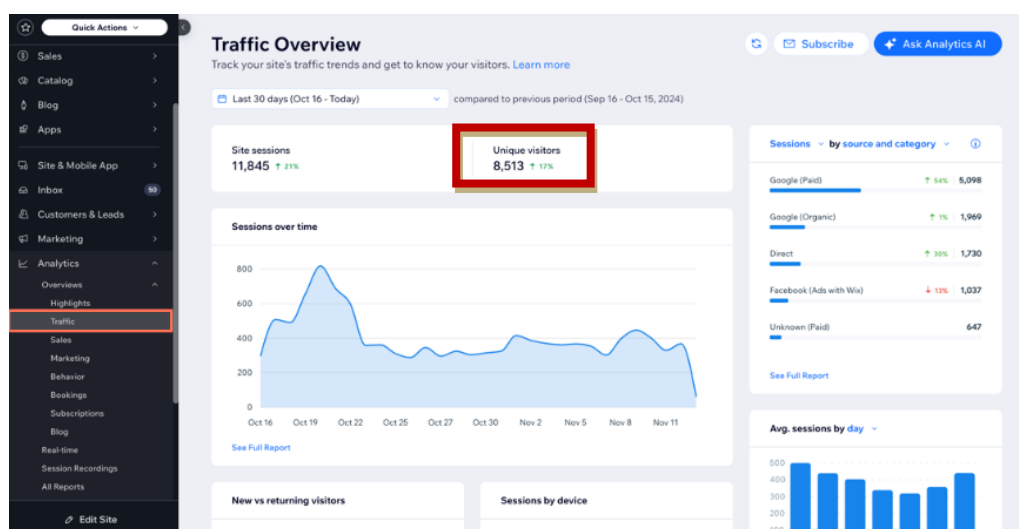 Quick Actions
Sales
Catalog
Blog
Apps
Site & Mobile App
Inbox
50
Customers & Leads
Marketing
Analytics
Overviews
Highlights
Traffic
Sales
Marketing
Behavior
Bookings
Subscriptions
Blog
Real-time
Session Recordings
All Reports
Edit Site
Traffic Overview
Track your site's traffic trends and get to know your visitors. Learn more
Subscribe
Ask Analytics AI
Last 30 days (Oct 16 - Today)
compared to previous period (Sep 16 - Oct 15, 2024)
Site sessions
11,845 ↑ 21%
Unique visitors
8,513 ↑ 17%
Sessions over time
800
600
400
200
0
Oct 16 Oct 19 Oct 22 Oct 25 Oct 27 Oct 30 Nov 2 Nov 5 Nov 8 Nov 11
See Full Report
New vs returning visitors
Sessions by device
Sessions by source and category
Google (Paid) ↑ 54% 5,098
Google (Organic) ↑ 1% 1,969
Direct ↑ 30% 1,730
Facebook (Ads with Wix) ↓ 13% 1,037
Unknown (Paid) 647
See Full Report
Avg. sessions by day
500
400
300
200